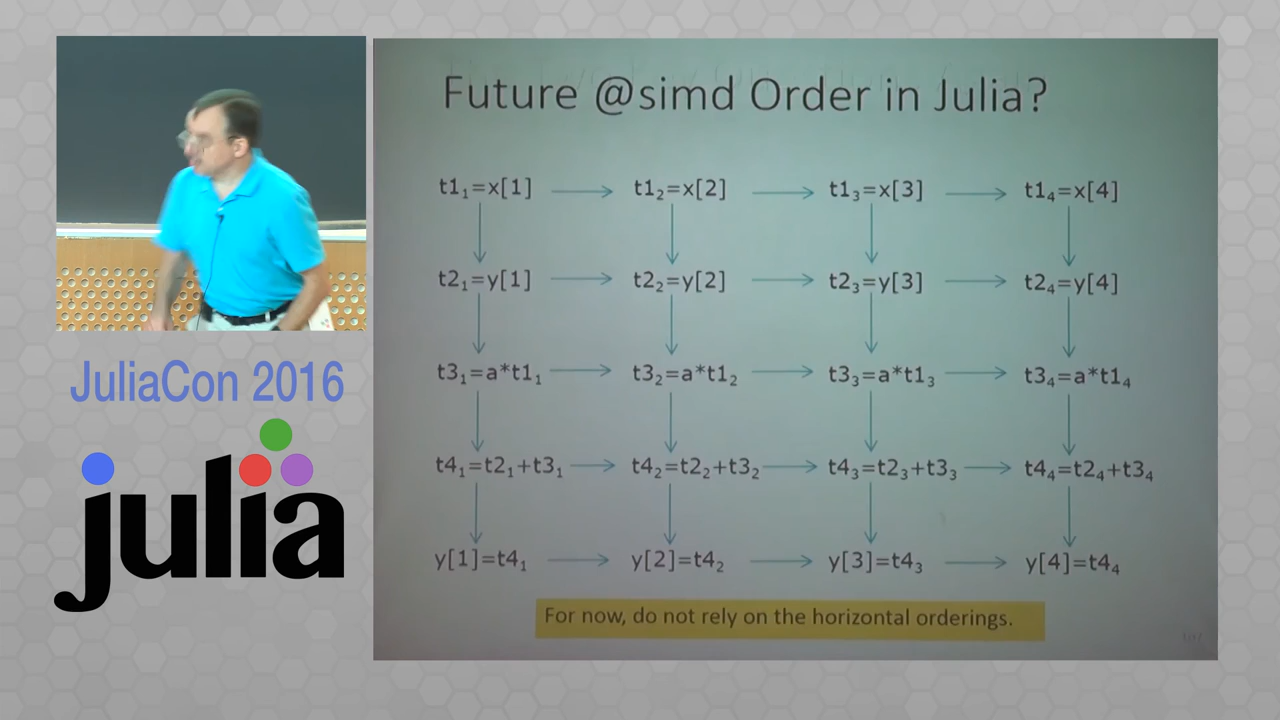 Future @simd Order in Julia?
t1₁=x[1] t1₂=x[2] t1₃=x[3] t1₄=x[4]
t2₁=y[1] t2₂=y[2] t2₃=y[3] t2₄=y[4]
t3₁=a*t1₁ t3₂=a*t1₂ t3₃=a*t1₃ t3₄=a*t1₄
t4₁=t2₁+t3₁ t4₂=t2₂+t3₂ t4₃=t2₃+t3₃ t4₄=t2₄+t3₄
y[1]=t4₁ y[2]=t4₂ y[3]=t4₃ y[4]=t4₄
For now, do not rely on the horizontal orderings.
JuliaCon 2016
julia